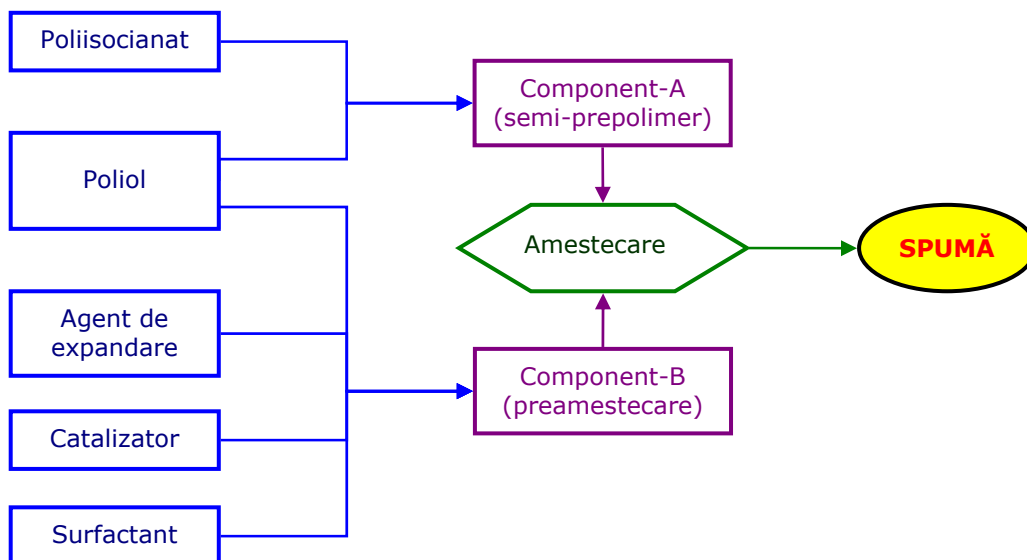 Poliisocianat
Poliol
Agent de
expandare
Catalizator
Surfactant
Component-A
(semi-prepolimer)
Amestecare
Component-B
(preamestecare)
SPUMĂ